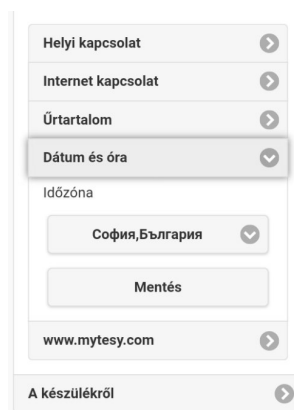 Helyi kapcsolat
Internet kapcsolat
Űrtartalom
Dátum és óra
Időzóna
София,България
Mentés
www.mytesy.com
A készülékről